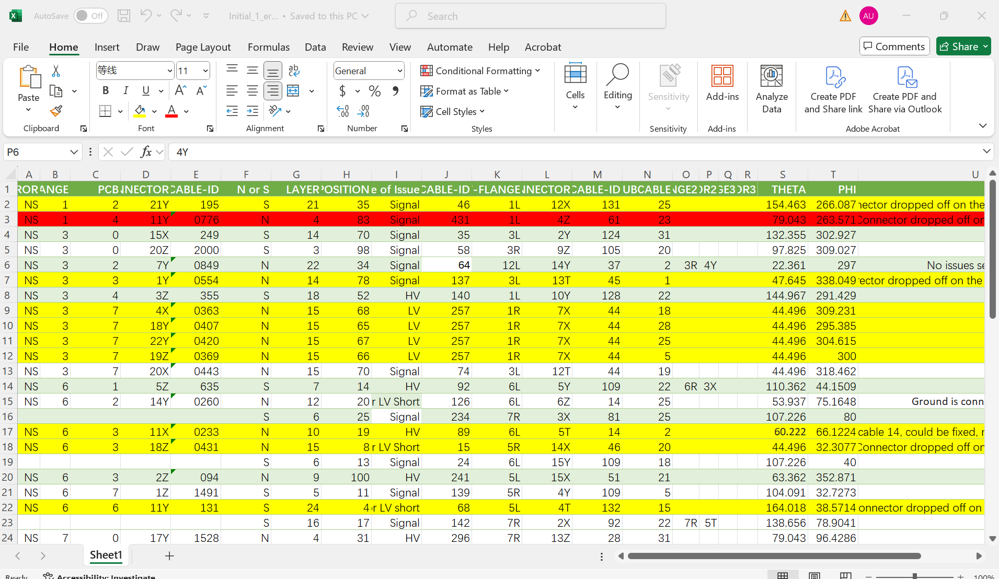 AutoSave Off Initial_1_er... • Saved to this PC Search AU
File Home Insert Draw Page Layout Formulas Data Review View Automate Help Acrobat Comments Share
Paste 等线 11 General Conditional Formatting Format as Table Cell Styles Cells Editing Sensitivity Add-ins Analyze Data Create PDF and Share link Create PDF and Share via Outlook
Clipboard Font Alignment Number Styles Sensitivity Add-ins Adobe Acrobat
P6 fx 4Y
A B C D E F G H I J K L M N O P Q R S T U
1 ANGE PCB NNECTOR CABLE-ID N or S LAYER POSITION e of Issue CABLE-ID -FLANGE NNECTOR CABLE-ID UBCABLE NGE2 OR2 GE3 OR3 THETA PHI
2 NS 1 2 21Y 195 S 21 35 Signal 46 1L 12X 131 25 154.463 266.087 nector dropped off on the
3 NS 1 4 11Y 0776 N 4 83 Signal 431 1L 4Z 61 23 79.043 263.571 Connector dropped off on
4 NS 3 0 15X 249 S 14 70 Signal 35 3L 2Y 124 31 132.355 302.927
5 NS 3 0 20Z 2000 S 3 98 Signal 58 3R 9Z 105 20 97.825 309.027
6 NS 3 2 7Y 0849 N 22 34 Signal 64 12L 14Y 37 2 3R 4Y 22.361 297 No issues se
7 NS 3 3 1Y 0554 N 14 78 Signal 137 3L 13T 45 1 47.645 338.049 ector dropped off on the
8 NS 3 4 3Z 355 S 18 52 HV 140 1L 10Y 128 22 144.967 291.429
9 NS 3 7 4X 0363 N 15 68 LV 257 1R 7X 44 18 44.496 309.231
10 NS 3 7 18Y 0407 N 15 65 LV 257 1R 7X 44 28 44.496 295.385
11 NS 3 7 22Y 0420 N 15 67 LV 257 1R 7X 44 25 44.496 304.615
12 NS 3 7 19Z 0369 N 15 66 LV 257 1R 7X 44 5 44.496 300
13 NS 3 7 20X 0443 N 15 70 Signal 74 3L 12T 44 19 44.496 318.462
14 NS 6 1 5Z 635 S 7 14 HV 92 6L 5Y 109 22 6R 3X 110.362 44.1509
15 NS 6 2 14Y 0260 N 12 20 r LV Short 126 6L 6Z 14 25 53.937 75.1648 Ground is conn
16 S 6 25 Signal 234 7R 3X 81 25 107.226 80
17 NS 6 3 11X 0233 N 10 19 HV 89 6L 5T 14 2 60.222 66.1224 cable 14, could be fixed, r
18 NS 6 3 18Z 0431 N 15 8 r LV Short 15 5R 14X 46 20 44.496 32.3077 Connector dropped off on
19 S 6 13 Signal 24 6L 15Y 109 18 107.226 40
20 NS 6 3 2Z 094 N 9 100 HV 241 5L 15X 51 21 63.362 352.871
21 NS 6 7 1Z 1491 S 5 11 Signal 139 5R 4Y 109 5 104.091 32.7273
22 NS 6 6 11Y 131 S 24 4 r LV short 68 5L 4T 132 15 164.018 38.5714 onnector dropped off on
23 S 16 17 Signal 142 7R 2X 92 22 7R 5T 138.656 78.9041
24 NS 7 0 17Y 1528 N 4 31 HV 296 7R 13Z 28 31 79.043 96.4286
Sheet1
Ready Accessibility: Investigate 100%